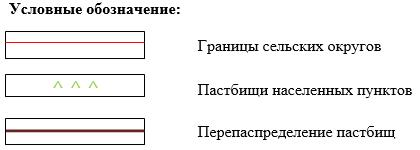 Условные обозначение:
Границы сельских округов
Пастбищи населенных пунктов
Перепаспределение пастбищ